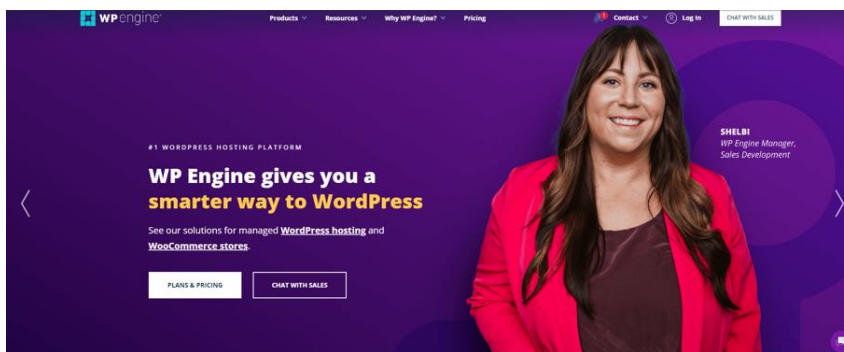 WP engine
Products Resources Why WP Engine? Pricing 1 Contact Log In CHAT WITH SALES
#1 WORDPRESS HOSTING PLATFORM
WP Engine gives you a
smarter way to WordPress
See our solutions for managed WordPress hosting and
WooCommerce stores.
PLANS & PRICING CHAT WITH SALES
SHELBI
WP Engine Manager,
Sales Development